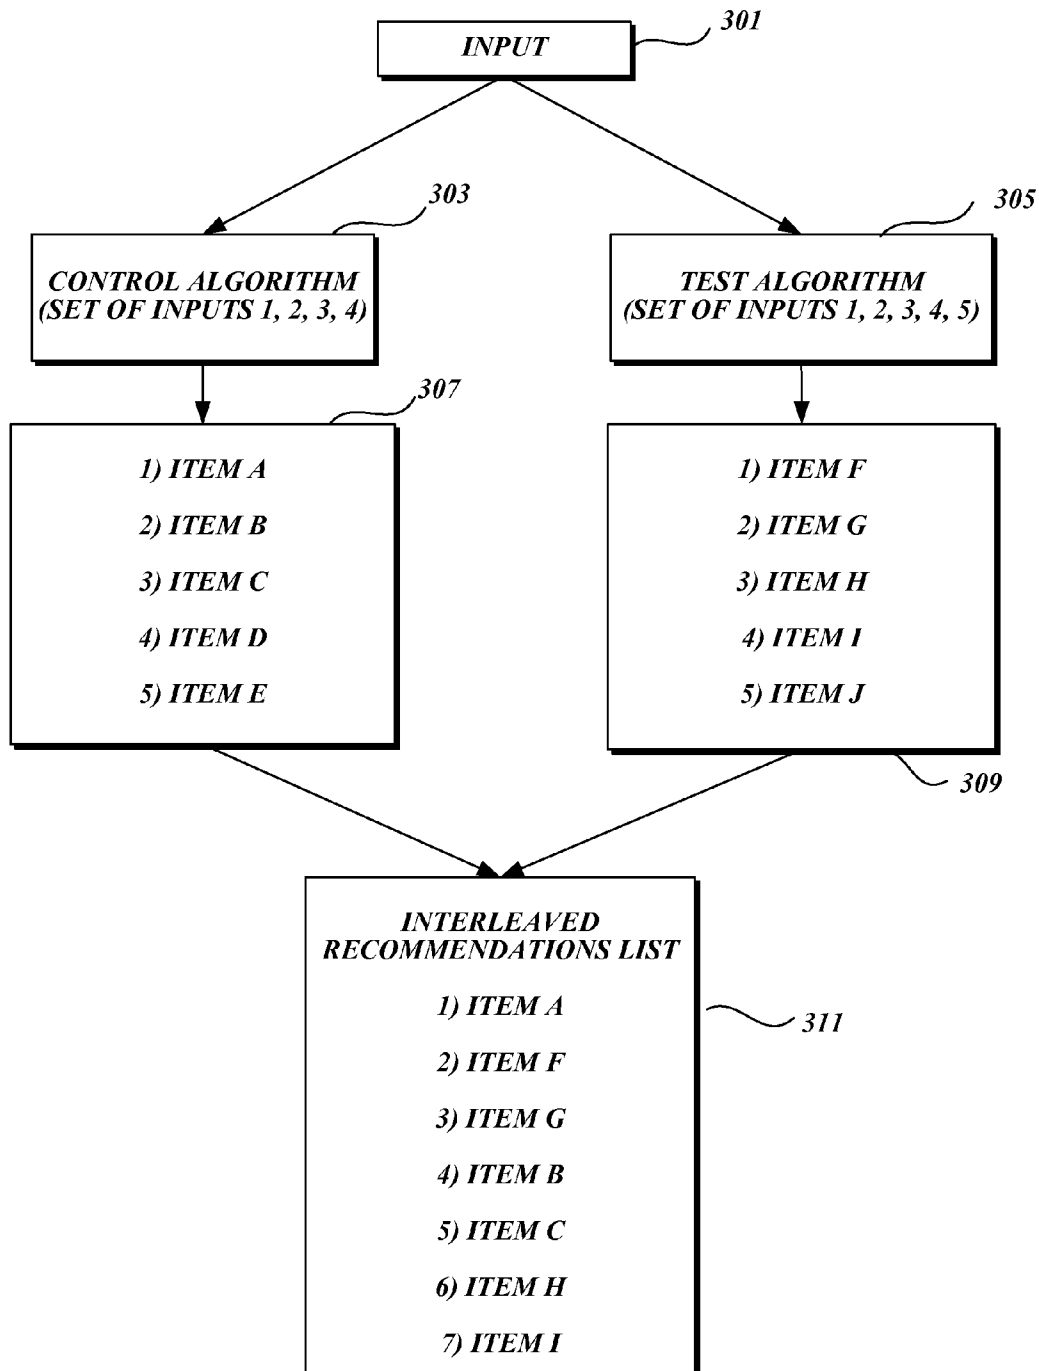 INPUT
301
303
305
CONTROL ALGORITHM
(SET OF INPUTS 1, 2, 3, 4)
TEST ALGORITHM
(SET OF INPUTS 1, 2, 3, 4, 5)
307
1) ITEM A
2) ITEM B
3) ITEM C
4) ITEM D
5) ITEM E
1) ITEM F
2) ITEM G
3) ITEM H
4) ITEM I
5) ITEM J
309
INTERLEAVED
RECOMMENDATIONS LIST
1) ITEM A
2) ITEM F
3) ITEM G
4) ITEM B
5) ITEM C
6) ITEM H
7) ITEM I
311